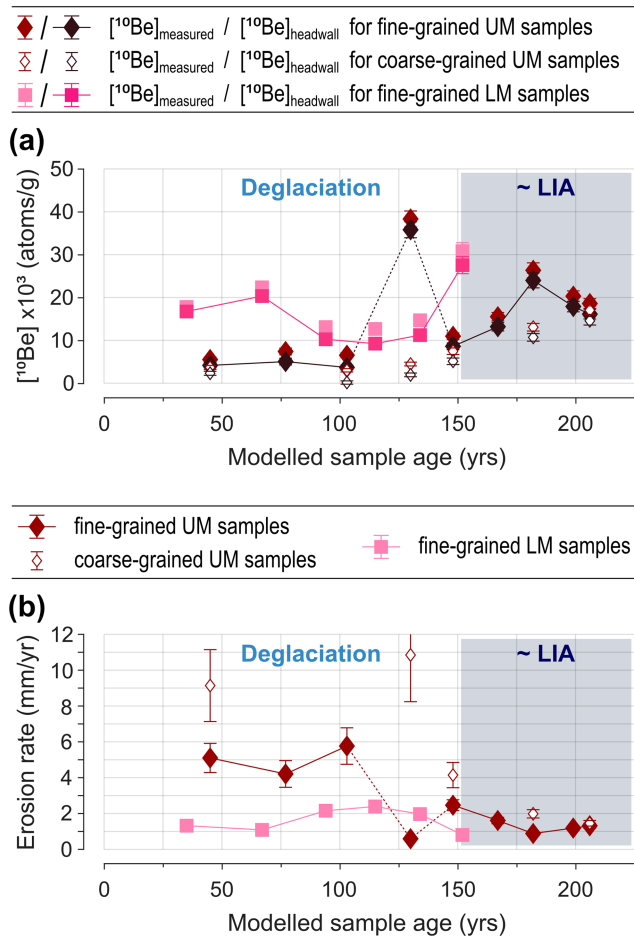 / [¹⁰Be]measured / [¹⁰Be]headwall for fine-grained UM samples
/ [¹⁰Be]measured / [¹⁰Be]headwall for coarse-grained UM samples
/ [¹⁰Be]measured / [¹⁰Be]headwall for fine-grained LM samples
(a)
Deglaciation ~ LIA
[¹⁰Be] x10³ (atoms/g)
50
40
30
20
10
0
0 50 100 150 200
Modelled sample age (yrs)
fine-grained UM samples
coarse-grained UM samples
fine-grained LM samples
(b)
Deglaciation ~ LIA
Erosion rate (mm/yr)
12
10
8
6
4
2
0
0 50 100 150 200
Modelled sample age (yrs)